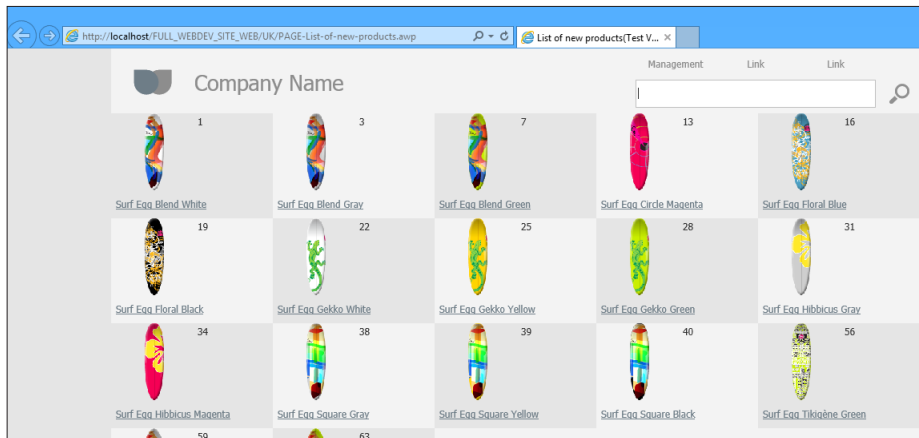 http://localhost/FULL_WEBDEV_SITE_WEB/UK/PAGE-List-of-new-products.awp
List of new products(Test V...
Management Link Link
Company Name
1 3 7 13 16
Surf Egg Blend White Surf Egg Blend Gray Surf Egg Blend Green Surf Egg Circle Magenta Surf Egg Floral Blue
19 22 25 28 31
Surf Egg Floral Black Surf Egg Gekko White Surf Egg Gekko Yellow Surf Egg Gekko Green Surf Egg Hibbicus Gray
34 38 39 40 56
Surf Egg Hibbicus Magenta Surf Egg Square Gray Surf Egg Square Yellow Surf Egg Square Black Surf Egg Tikigène Green
59 63